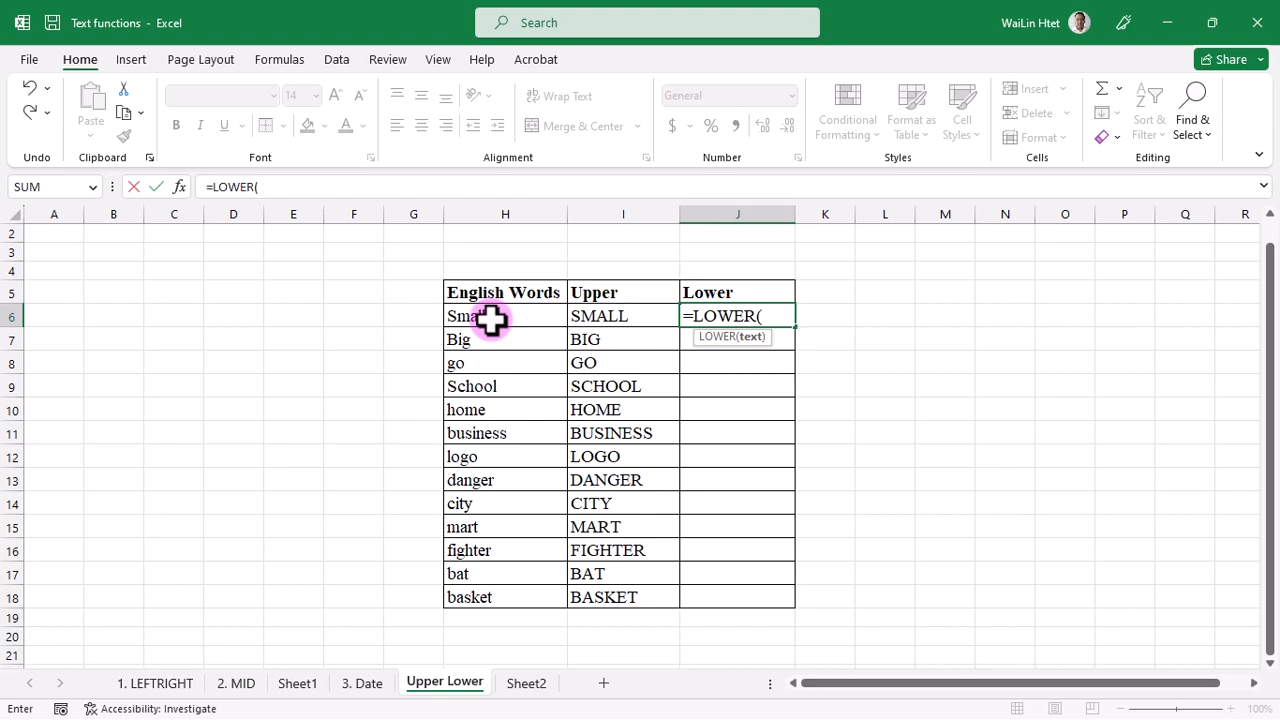 Text functions - Excel
Search
WaiLin Htet
File Home Insert Page Layout Formulas Data Review View Help Acrobat
Share
Paste
14
B I U
A A
A
Wrap Text
Merge & Center
General
$ % ,
Conditional Formatting
Format as Table
Cell Styles
Insert
Delete
Format
Sort & Filter
Find & Select
Undo Clipboard Font Alignment Number Styles Cells Editing
SUM
fx
=LOWER(
A B C D E F G H I J K L M N O P Q R
2
3
4
5 English Words Upper Lower
6 Small SMALL =LOWER(
LOWER(text)
7 Big BIG
8 go GO
9 School SCHOOL
10 home HOME
11 business BUSINESS
12 logo LOGO
13 danger DANGER
14 city CITY
15 mart MART
16 fighter FIGHTER
17 bat BAT
18 basket BASKET
19
20
21
1. LEFTRIGHT 2. MID Sheet1 3. Date Upper Lower Sheet2
Enter
Accessibility: Investigate
100%